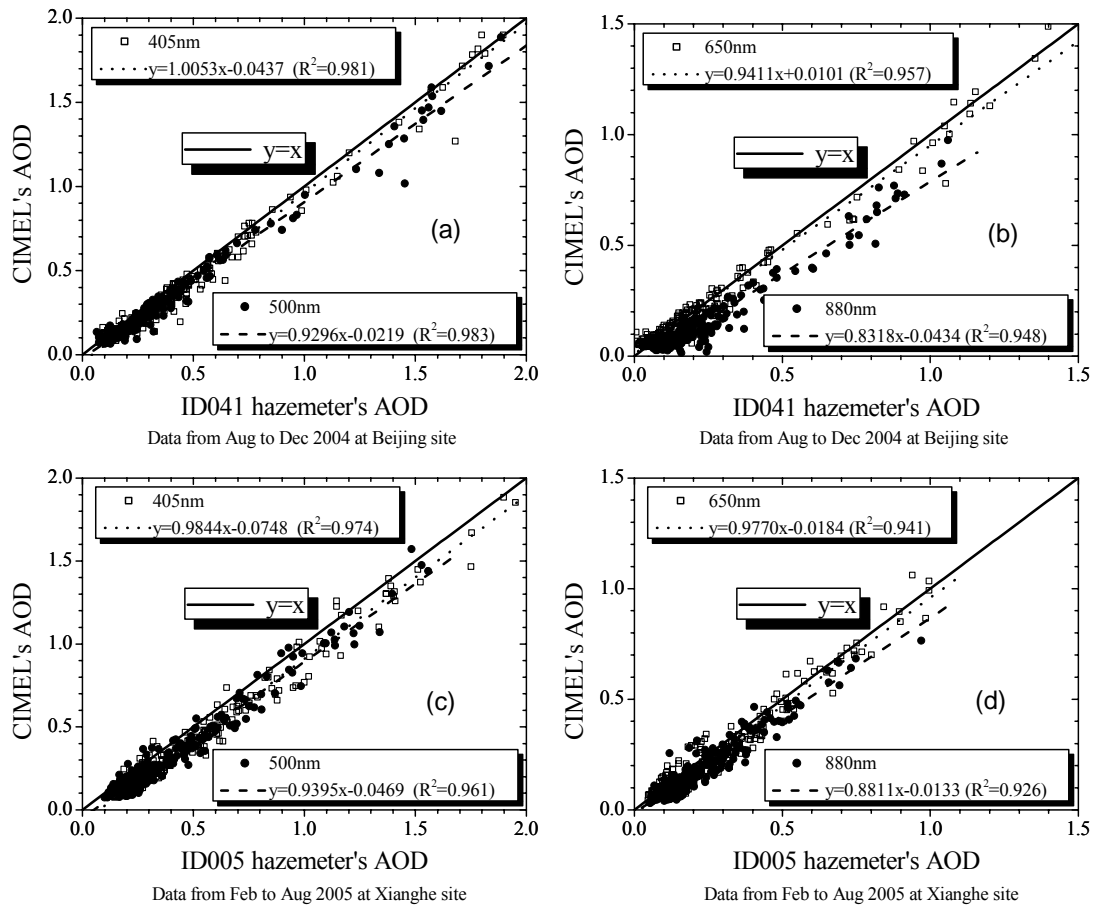 2.0
1.5
1.0
0.5
0.0
0.0 0.5 1.0 1.5 2.0
CIMEL's AOD
405nm
y=1.0053x-0.0437 (R²=0.981)
y=x
(a)
500nm
y=0.9296x-0.0219 (R²=0.983)
ID041 hazemeter's AOD
Data from Aug to Dec 2004 at Beijing site
1.5
1.0
0.5
0.0
0.0 0.5 1.0 1.5
CIMEL's AOD
650nm
y=0.9411x+0.0101 (R²=0.957)
y=x
(b)
880nm
y=0.8318x-0.0434 (R²=0.948)
ID041 hazemeter's AOD
Data from Aug to Dec 2004 at Beijing site
2.0
1.5
1.0
0.5
0.0
0.0 0.5 1.0 1.5 2.0
CIMEL's AOD
405nm
y=0.9844x-0.0748 (R²=0.974)
y=x
(c)
500nm
y=0.9395x-0.0469 (R²=0.961)
ID005 hazemeter's AOD
Data from Feb to Aug 2005 at Xianghe site
1.5
1.0
0.5
0.0
0.0 0.5 1.0 1.5
CIMEL's AOD
650nm
y=0.9770x-0.0184 (R²=0.941)
y=x
(d)
880nm
y=0.8811x-0.0133 (R²=0.926)
ID005 hazemeter's AOD
Data from Feb to Aug 2005 at Xianghe site